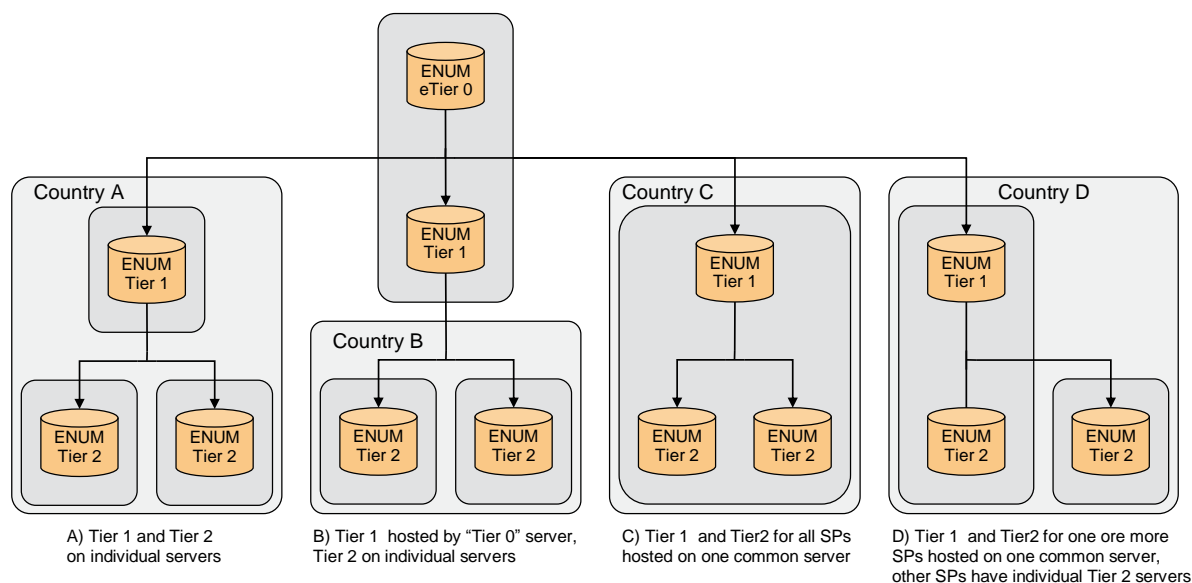 ENUM
eTier 0
Country A
ENUM
Tier 1
ENUM
Tier 2
ENUM
Tier 2
A) Tier 1 and Tier 2
on individual servers
ENUM
Tier 1
Country B
ENUM
Tier 2
ENUM
Tier 2
B) Tier 1 hosted by “Tier 0” server,
Tier 2 on individual servers
Country C
ENUM
Tier 1
ENUM
Tier 2
ENUM
Tier 2
C) Tier 1 and Tier2 for all SPs
hosted on one common server
Country D
ENUM
Tier 1
ENUM
Tier 2
ENUM
Tier 2
D) Tier 1 and Tier2 for one ore more
SPs hosted on one common server,
other SPs have individual Tier 2 servers